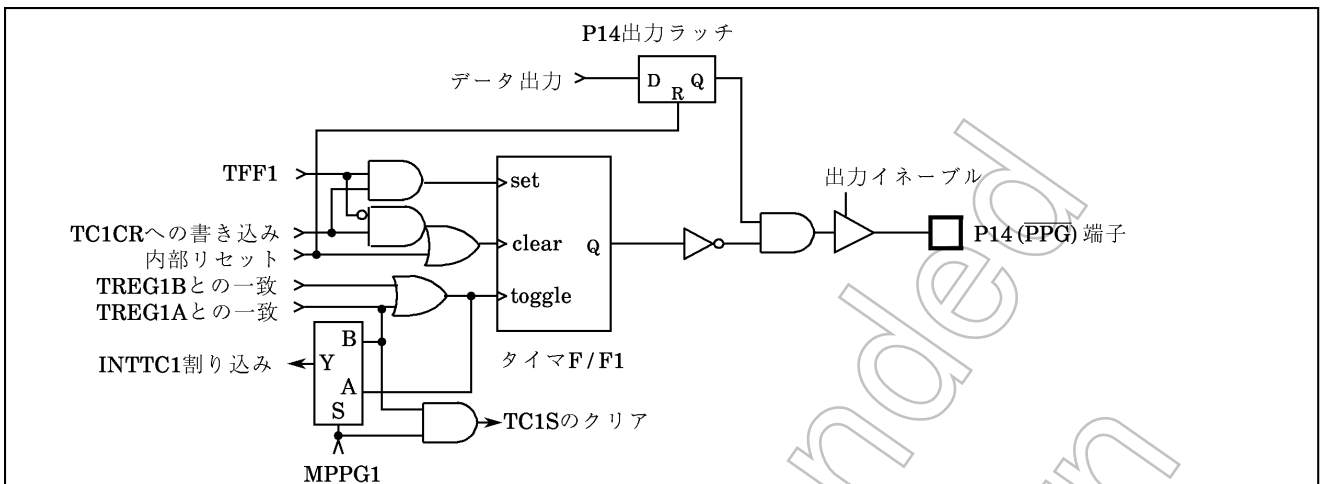 P14出力ラッチ
データ出力
D Q
R
TFF1
set
出力イネーブル
TC1CRへの書き込み
clear
Q
P14 (PPG) 端子
内部リセット
TREG1Bとの一致
toggle
TREG1Aとの一致
B
タイマF/F1
INTTC1割り込み
Y
A
S
TC1Sのクリア
MPPG1